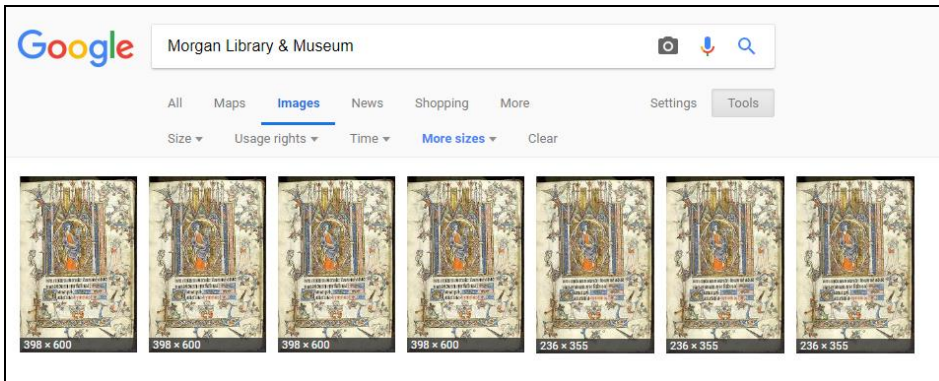 Google Morgan Library & Museum
All Maps Images News Shopping More Settings Tools
Size Usage rights Time More sizes Clear
398 × 600 398 × 600 398 × 600 398 × 600 236 × 355 236 × 355 236 × 355